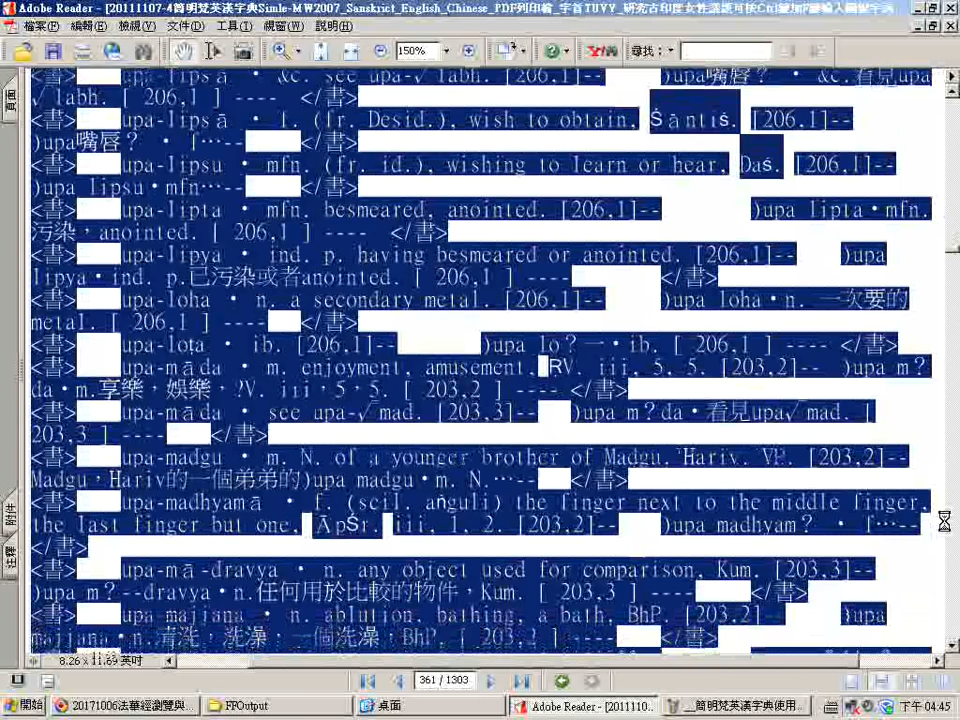 Adobe Reader - [20111107-4簡明梵英漢字典Simle-MW2007_Sanskrict_English_Chinese_PDF列印檔_字首TUVY_研究古印度女性議題可按Ctrl鍵加F鍵輸入關鍵字詞
檔案(F) 編輯(E) 檢視(V) 文件(D) 工具(T) 視窗(W) 說明(H)
150% 尋找：
<書> upa-lipsā • &c. see upa-√ labh. [206,1]-- )upa嘴唇？ • &c.看見upa
√ labh. [ 206,1 ] ---- </書>
<書> upa-lipsā • f. (fr. Desid.), wish to obtain, Śāntiś. [206,1]--
)upa嘴唇？ • f…-- </書>
<書> upa-lipsu • mfn. (fr. id.), wishing to learn or hear, Daś. [206,1]--
)upa lipsu•mfn…-- </書>
<書> upa-lipta • mfn. besmeared, anointed. [206,1]-- )upa lipta•mfn.
污染，anointed. [ 206,1 ] ---- </書>
<書> upa-lipya • ind. p. having besmeared or anointed. [206,1]-- )upa
lipya•ind. p.已污染或者anointed. [ 206,1 ] ---- </書>
<書> upa-loha • n. a secondary metal. [206,1]-- )upa loha•n. 一次要的
metal. [ 206,1 ] ---- </書>
<書> upa-loṭa • ib. [206,1]-- )upa lo？一•ib. [ 206,1 ] ---- </書>
<書> upa-māda • m. enjoyment, amusement, RV. iii, 5, 5. [203,2]-- )upa m？
da•m.享樂，娛樂，?V. iii，5，5. [ 203,2 ] ---- </書>
<書> upa-māda • see upa-√mad. [203,3]-- )upa m？da•看見upa√mad. [
203,3 ] ---- </書>
<書> upa-madgu • m. N. of a younger brother of Madgu. Hariv. VP. [203,2]--
Madgu，Hariv的一個弟弟的)upa madgu•m. N.…-- </書>
<書> upa-madhyamā • f. (scil. aṅguli) the finger next to the middle finger,
the last finger but one, ĀpŚr. iii, 1, 2. [203,2]-- )upa madhyam？ • f…--
</書>
<書> upa-mā-dravya • n. any object used for comparison, Kum. [203,3]--
)upa m？--dravya•n.任何用於比較的物件，Kum. [ 203,3 ] ---- </書>
<書> upa-majjana • n. ablution, bathing, a bath, BhP. [203,2]-- )upa
majjana•n.清洗，洗澡，一個洗澡，BhP. [ 203,2 ] ---- </書>
頁面
附件
注釋
8.26 x 11.69 英吋
361 / 1303
開始 20171006法華經瀏覽與... FFOutput 桌面 Adobe Reader - [201110... __簡明梵英漢字典使用... 下午 04:45